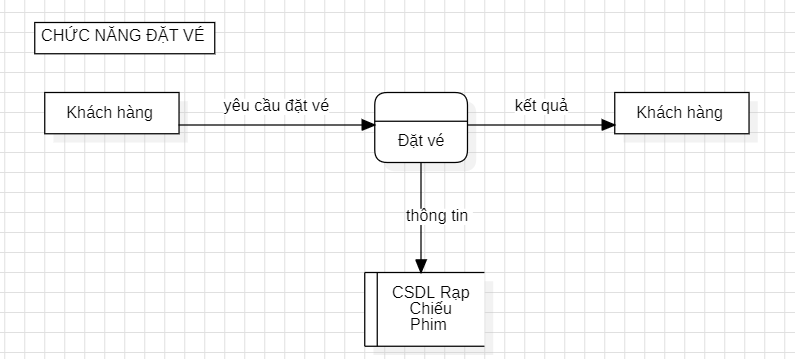 CHỨC NĂNG ĐẶT VÉ
Khách hàng
yêu cầu đặt vé
kết quả
Khách hàng
Đặt vé
thông tin
CSDL Rạp
Chiếu
Phim